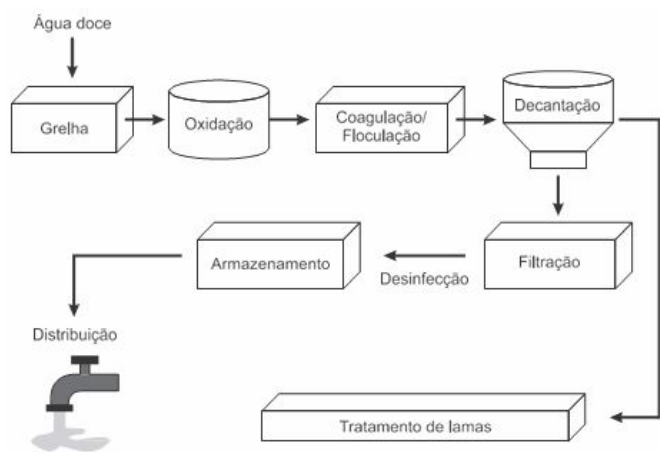 Água doce
Grelha
Oxidação
Coagulação/
Floculação
Decantação
Filtração
Desinfecção
Armazenamento
Distribuição
Tratamento de lamas